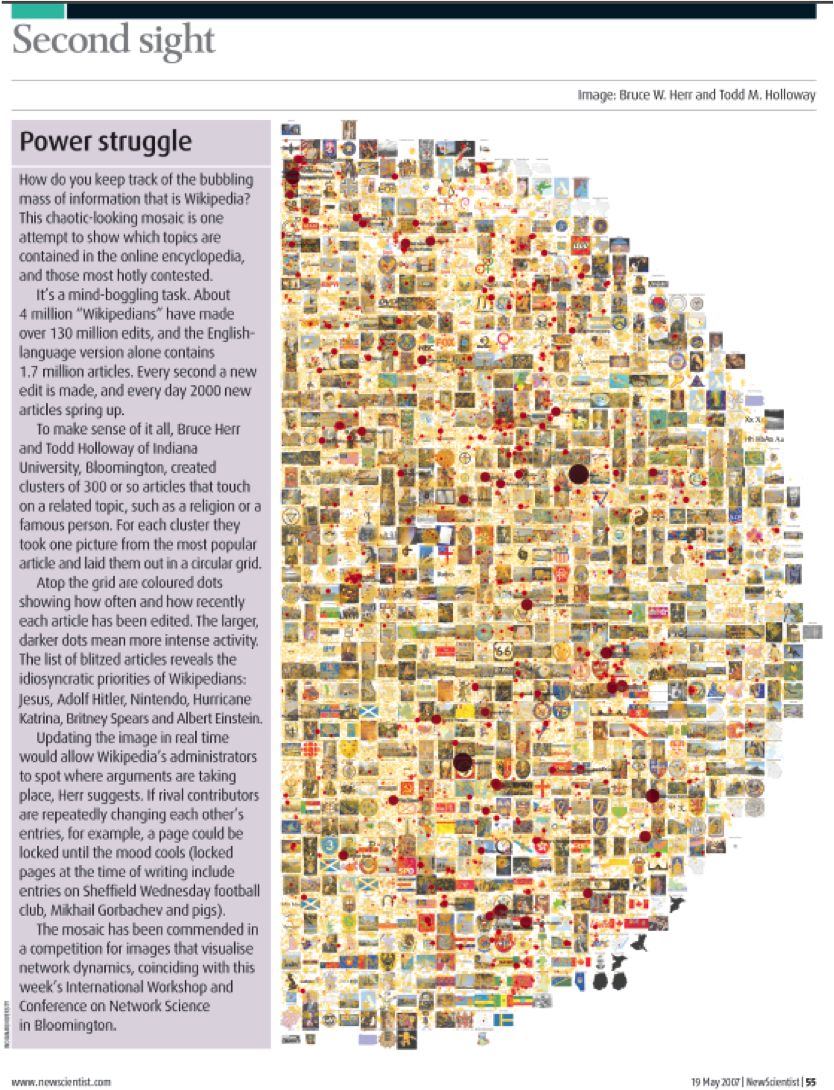 Second sight
Image: Bruce W. Herr and Todd M. Holloway
Power struggle
How do you keep track of the bubbling
mass of information that is Wikipedia?
This chaotic-looking mosaic is one
attempt to show which topics are
contained in the online encyclopedia,
and those most hotly contested.
It's a mind-boggling task. About
4 million "Wikipedians" have made
over 130 million edits, and the English-
language version alone contains
1.7 million articles. Every second a new
edit is made, and every day 2000 new
articles spring up.
To make sense of it all, Bruce Herr
and Todd Holloway of Indiana
University, Bloomington, created
clusters of 300 or so articles that touch
on a related topic, such as a religion or a
famous person. For each cluster they
took one picture from the most popular
article and laid them out in a circular grid.
Atop the grid are coloured dots
showing how often and how recently
each article has been edited. The larger,
darker dots mean more intense activity.
The list of blitzed articles reveals the
idiosyncratic priorities of Wikipedians:
Jesus, Adolf Hitler, Nintendo, Hurricane
Katrina, Britney Spears and Albert Einstein.
Updating the image in real time
would allow Wikipedia's administrators
to spot where arguments are taking
place, Herr suggests. If rival contributors
are repeatedly changing each other's
entries, for example, a page could be
locked until the mood cools (locked
pages at the time of writing include
entries on Sheffield Wednesday football
club, Mikhail Gorbachev and pigs).
The mosaic has been commended in
a competition for images that visualise
network dynamics, coinciding with this
week's International Workshop and
Conference on Network Science
in Bloomington.
FOX
NBC
LEGO
66
SPD
www.newscientist.com
19 May 2007 | NewScientist | 55